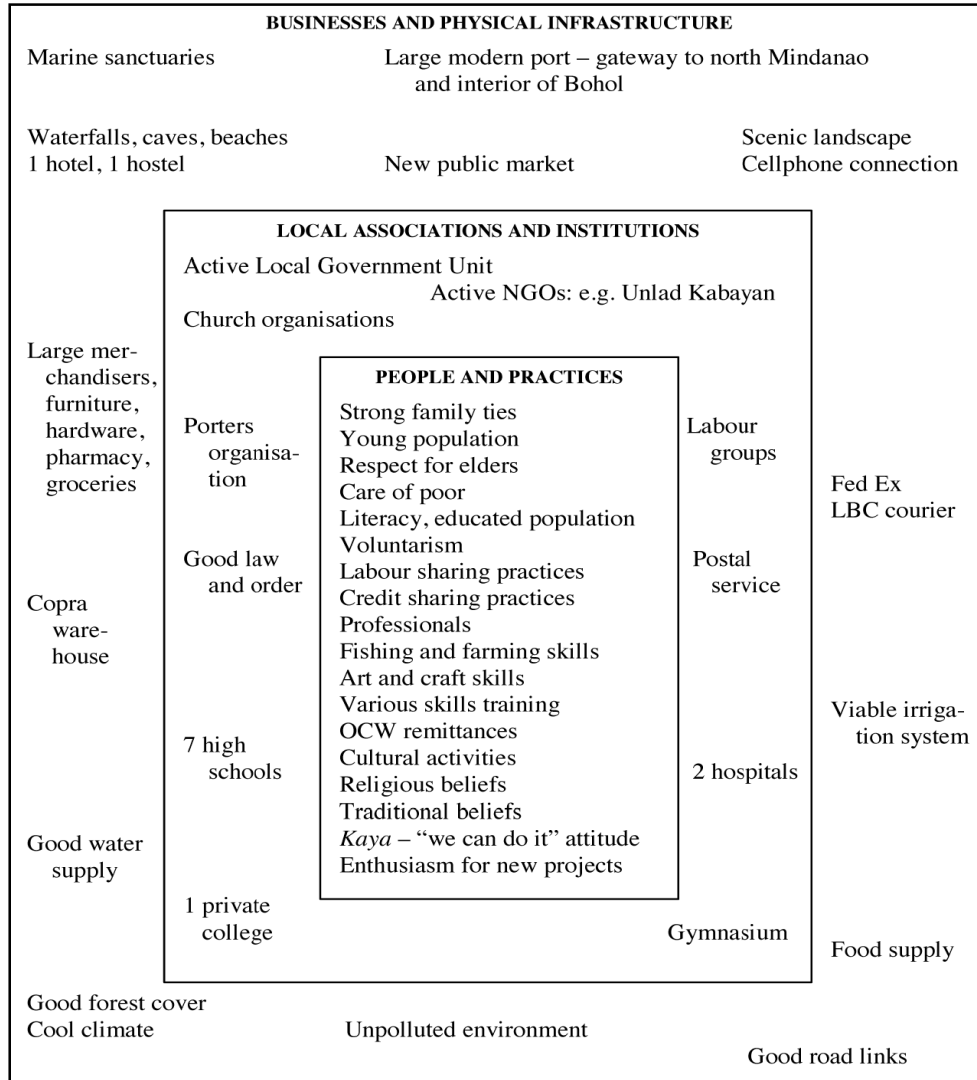 BUSINESSES AND PHYSICAL INFRASTRUCTURE
Marine sanctuaries
Large modern port – gateway to north Mindanao
and interior of Bohol
Waterfalls, caves, beaches
1 hotel, 1 hostel
New public market
Scenic landscape
Cellphone connection
LOCAL ASSOCIATIONS AND INSTITUTIONS
Active Local Government Unit
Active NGOs: e.g. Unlad Kabayan
Church organisations
Large mer-
chandisers,
furniture,
hardware,
pharmacy,
groceries
Copra
ware-
house
Good water
supply
Porters
organisa-
tion
Good law
and order
7 high
schools
1 private
college
PEOPLE AND PRACTICES
Strong family ties
Young population
Respect for elders
Care of poor
Literacy, educated population
Voluntarism
Labour sharing practices
Credit sharing practices
Professionals
Fishing and farming skills
Art and craft skills
Various skills training
OCW remittances
Cultural activities
Religious beliefs
Traditional beliefs
Kaya – “we can do it” attitude
Enthusiasm for new projects
Labour
groups
Postal
service
2 hospitals
Gymnasium
Fed Ex
LBC courier
Viable irriga-
tion system
Food supply
Good forest cover
Cool climate
Unpolluted environment
Good road links